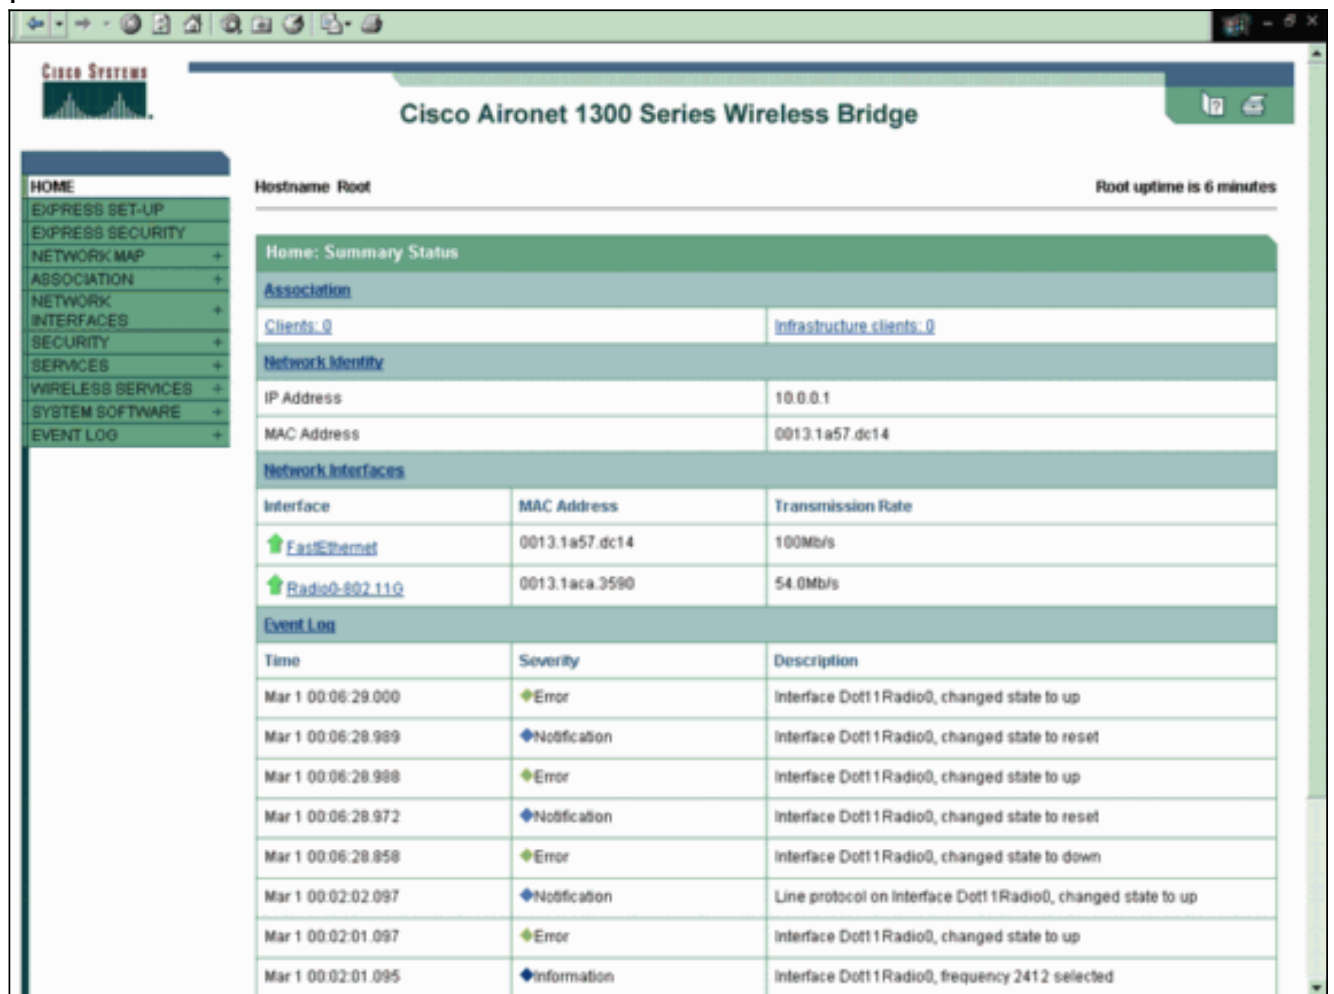 CISCO SYSTEMS
Cisco Aironet 1300 Series Wireless Bridge
HOME
EXPRESS SET-UP
EXPRESS SECURITY
NETWORK MAP +
ASSOCIATION +
NETWORK
INTERFACES +
SECURITY +
SERVICES +
WIRELESS SERVICES +
SYSTEM SOFTWARE +
EVENT LOG +
Hostname Root Root uptime is 6 minutes
Home: Summary Status
Association
Clients: 0 Infrastructure clients: 0
Network Identity
IP Address 10.0.0.1
MAC Address 0013.1a57.dc14
Network Interfaces
Interface MAC Address Transmission Rate
FastEthernet 0013.1a57.dc14 100Mb/s
Radio0-802.11G 0013.1aca.3590 54.0Mb/s
Event Log
Time Severity Description
Mar 1 00:06:29.000 Error Interface Dot11Radio0, changed state to up
Mar 1 00:06:28.989 Notification Interface Dot11Radio0, changed state to reset
Mar 1 00:06:28.988 Error Interface Dot11Radio0, changed state to up
Mar 1 00:06:28.972 Notification Interface Dot11Radio0, changed state to reset
Mar 1 00:06:28.858 Error Interface Dot11Radio0, changed state to down
Mar 1 00:02:02.097 Notification Line protocol on Interface Dot11Radio0, changed state to up
Mar 1 00:02:01.097 Error Interface Dot11Radio0, changed state to up
Mar 1 00:02:01.095 Information Interface Dot11Radio0, frequency 2412 selected